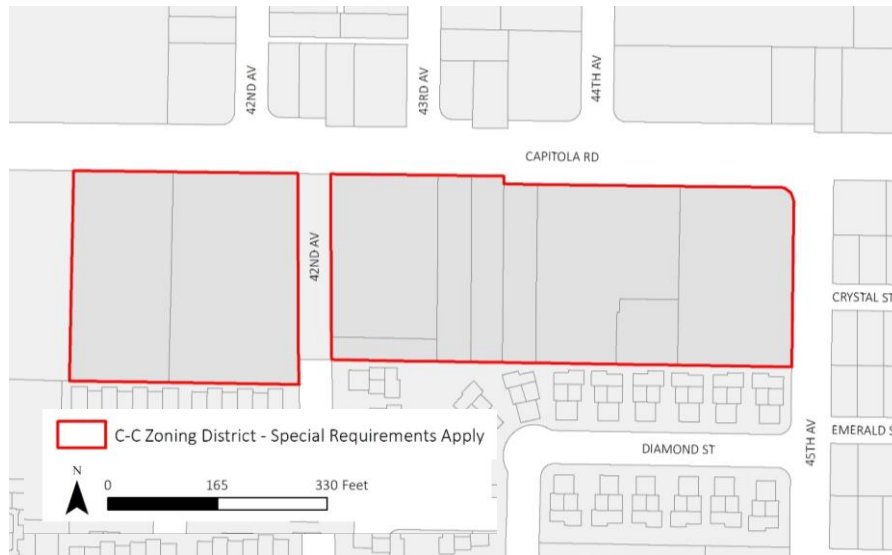 42ND AV
43RD AV
44TH AV
CAPITOLA RD
42ND AV
CRYSTAL ST
C-C Zoning District - Special Requirements Apply
N
0 165 330 Feet
DIAMOND ST
45TH AV
EMERALD S